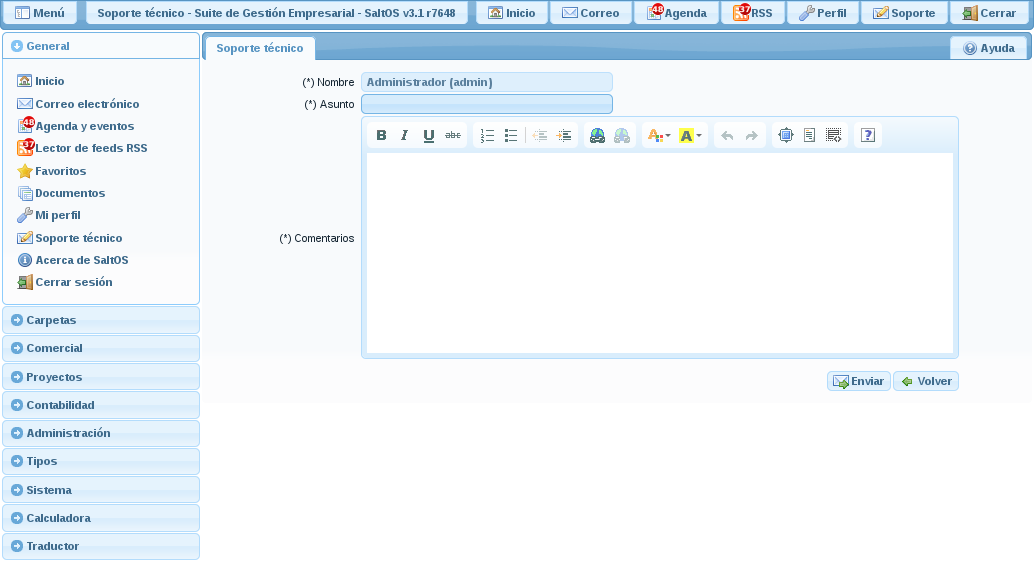 Menú
Soporte técnico - Suite de Gestión Empresarial - SaltOS v3.1 r7648
Inicio
Correo
48 Agenda
37 RSS
Perfil
Soporte
Cerrar
General
Inicio
Correo electrónico
48 Agenda y eventos
37 Lector de feeds RSS
Favoritos
Documentos
Mi perfil
Soporte técnico
Acerca de SaltOS
Cerrar sesión
Carpetas
Comercial
Proyectos
Contabilidad
Administración
Tipos
Sistema
Calculadora
Traductor
Soporte técnico
Ayuda
(*) Nombre Administrador (admin)
(*) Asunto
B I U abc A A ?
(*) Comentarios
Enviar Volver